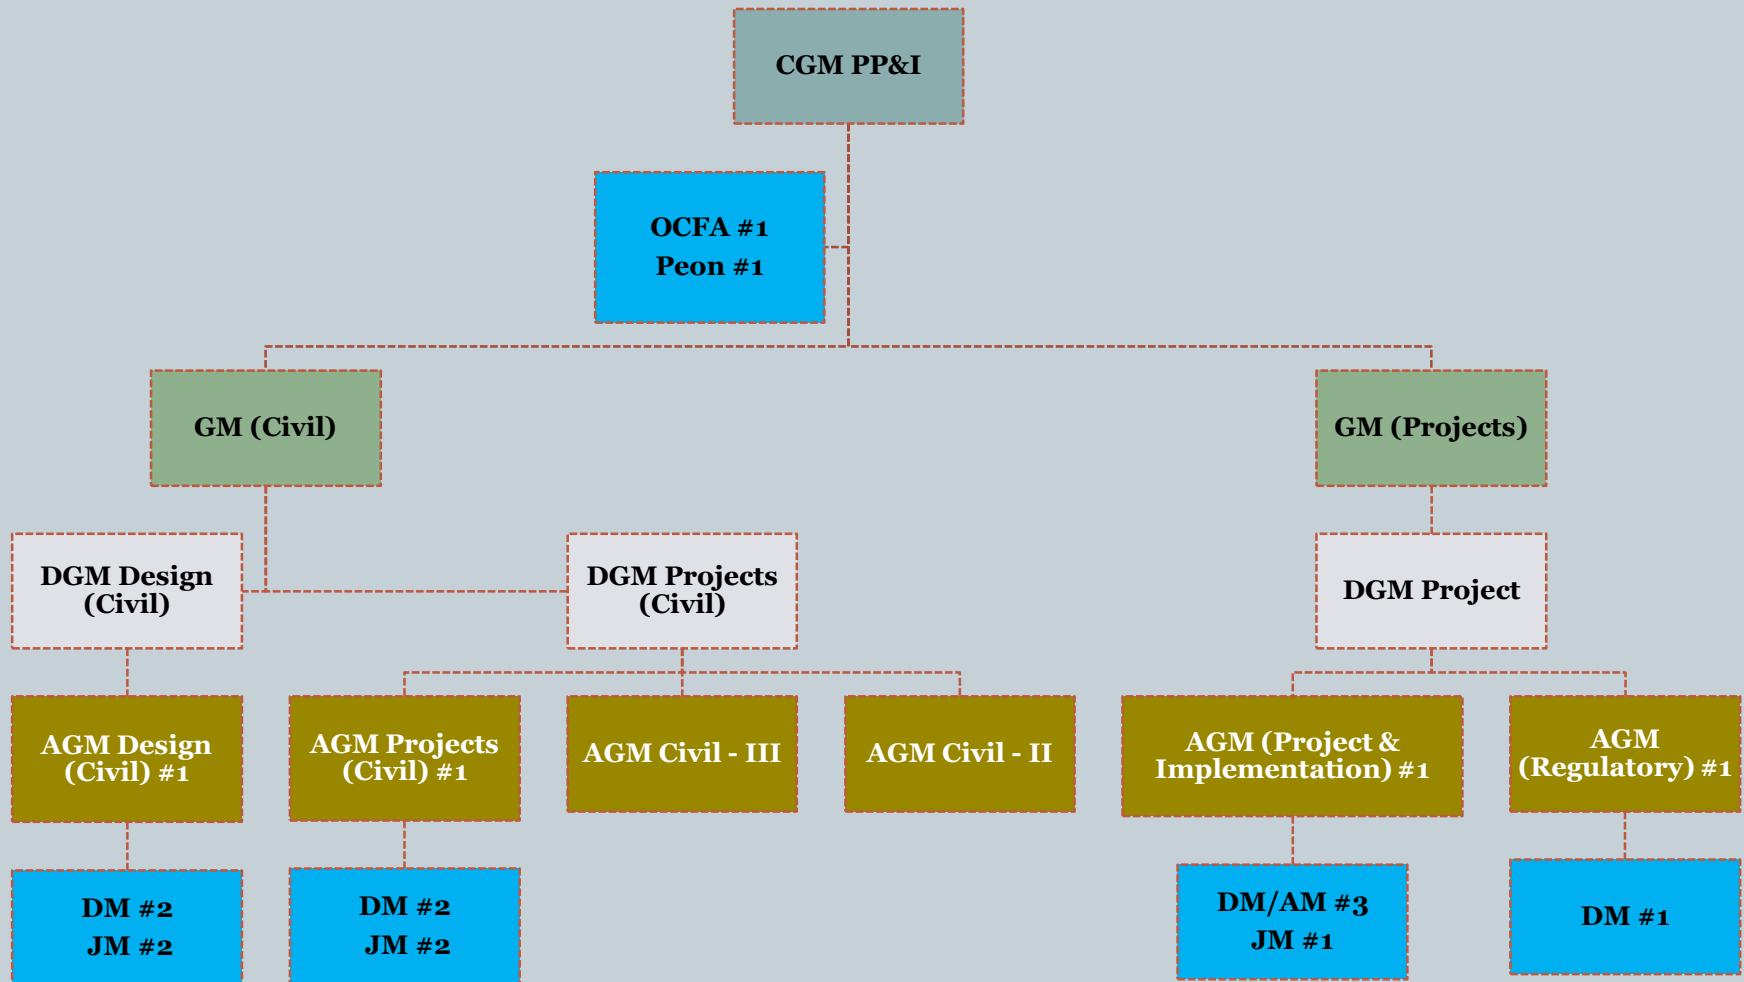 CGM PP&I
OCFA #1
Peon #1
GM (Civil)
GM (Projects)
DGM Design
(Civil)
DGM Projects
(Civil)
DGM Project
AGM Design
(Civil) #1
AGM Projects
(Civil) #1
AGM Civil - III
AGM Civil - II
AGM (Project &
Implementation) #1
AGM
(Regulatory) #1
DM #2
JM #2
DM #2
JM #2
DM/AM #3
JM #1
DM #1